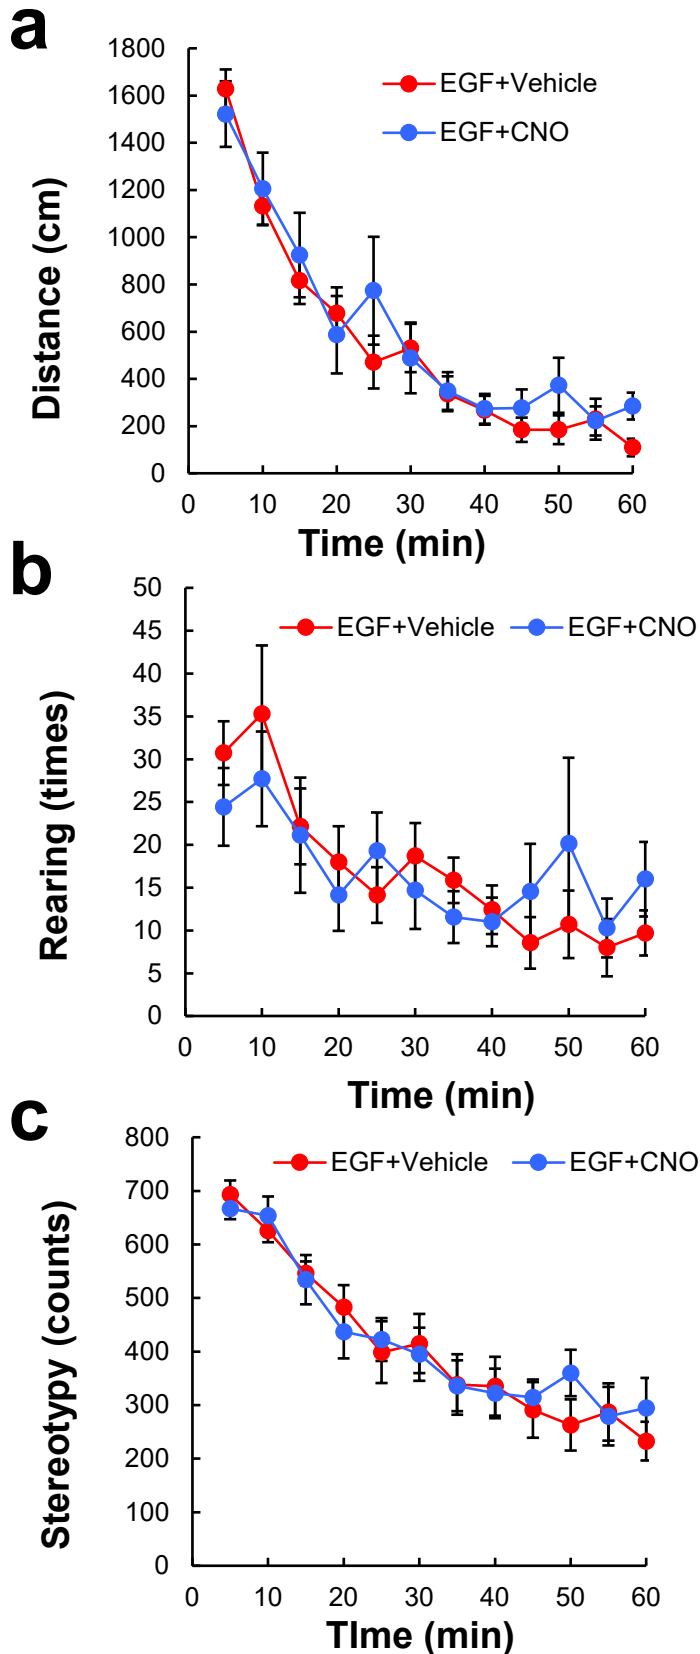 a
1800
1600
1400
1200
1000
800
600
400
200
0
Distance (cm)
EGF+Vehicle
EGF+CNO
0 10 20 30 40 50 60
Time (min)
b
50
45
40
35
30
25
20
15
10
5
0
Rearing (times)
EGF+Vehicle EGF+CNO
0 10 20 30 40 50 60
Time (min)
c
800
700
600
500
400
300
200
100
0
Stereotypy (counts)
EGF+Vehicle EGF+CNO
0 10 20 30 40 50 60
TIme (min)